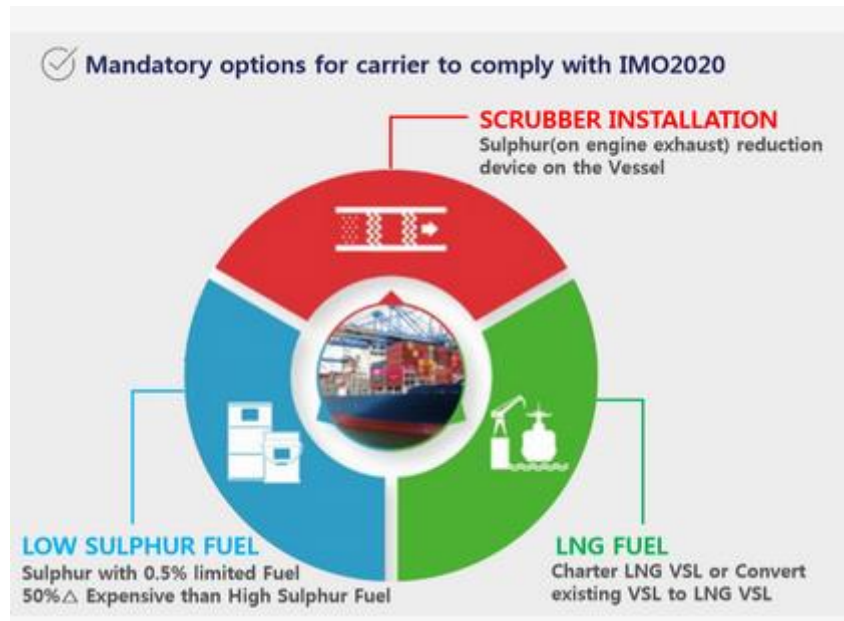 Mandatory options for carrier to comply with IMO2020
SCRUBBER INSTALLATION
Sulphur(on engine exhaust) reduction
device on the Vessel
LOW SULPHUR FUEL
Sulphur with 0.5% limited Fuel
50%△ Expensive than High Sulphur Fuel
LNG FUEL
Charter LNG VSL or Convert
existing VSL to LNG VSL